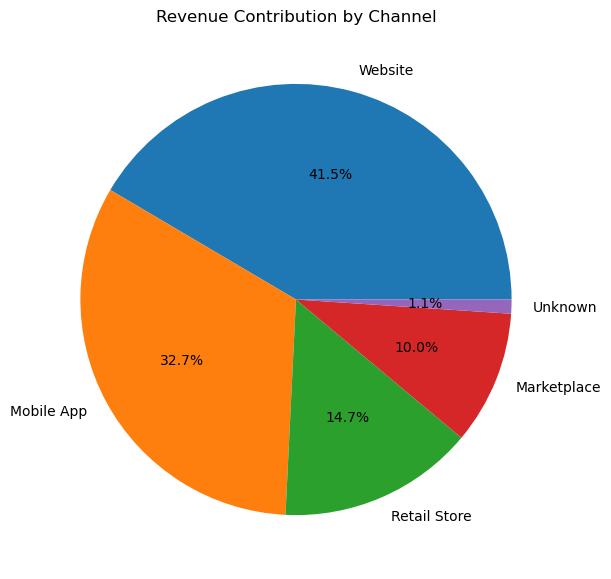 Revenue Contribution by Channel
Website
41.5%
1.1%
Unknown
10.0%
32.7%
Marketplace
Mobile App
14.7%
Retail Store